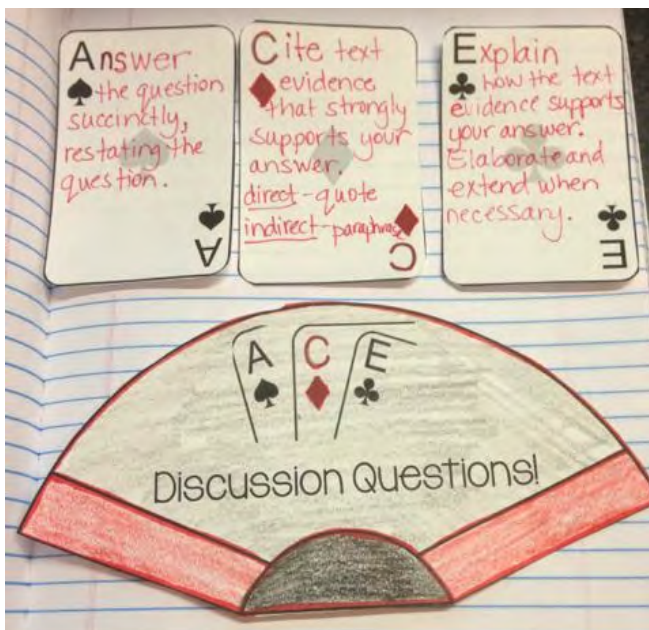 Answer
the question
succinctly,
restating the
question.
A
Cite text
evidence
that strongly
supports your
answer.
direct - quote
indirect - paraphrase
C
Explain
how the text
evidence supports
your answer.
Elaborate and
extend when
necessary.
E
A C E
Discussion Questions!